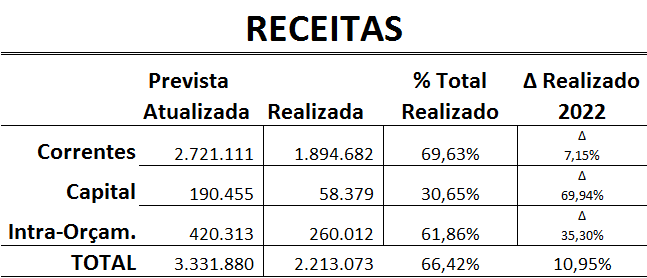 RECEITAS
Prevista Atualizada Realizada % Total Realizado Δ Realizado 2022
Correntes 2.721.111 1.894.682 69,63% Δ 7,15%
Capital 190.455 58.379 30,65% Δ 69,94%
Intra-Orçam. 420.313 260.012 61,86% Δ 35,30%
TOTAL 3.331.880 2.213.073 66,42% 10,95%